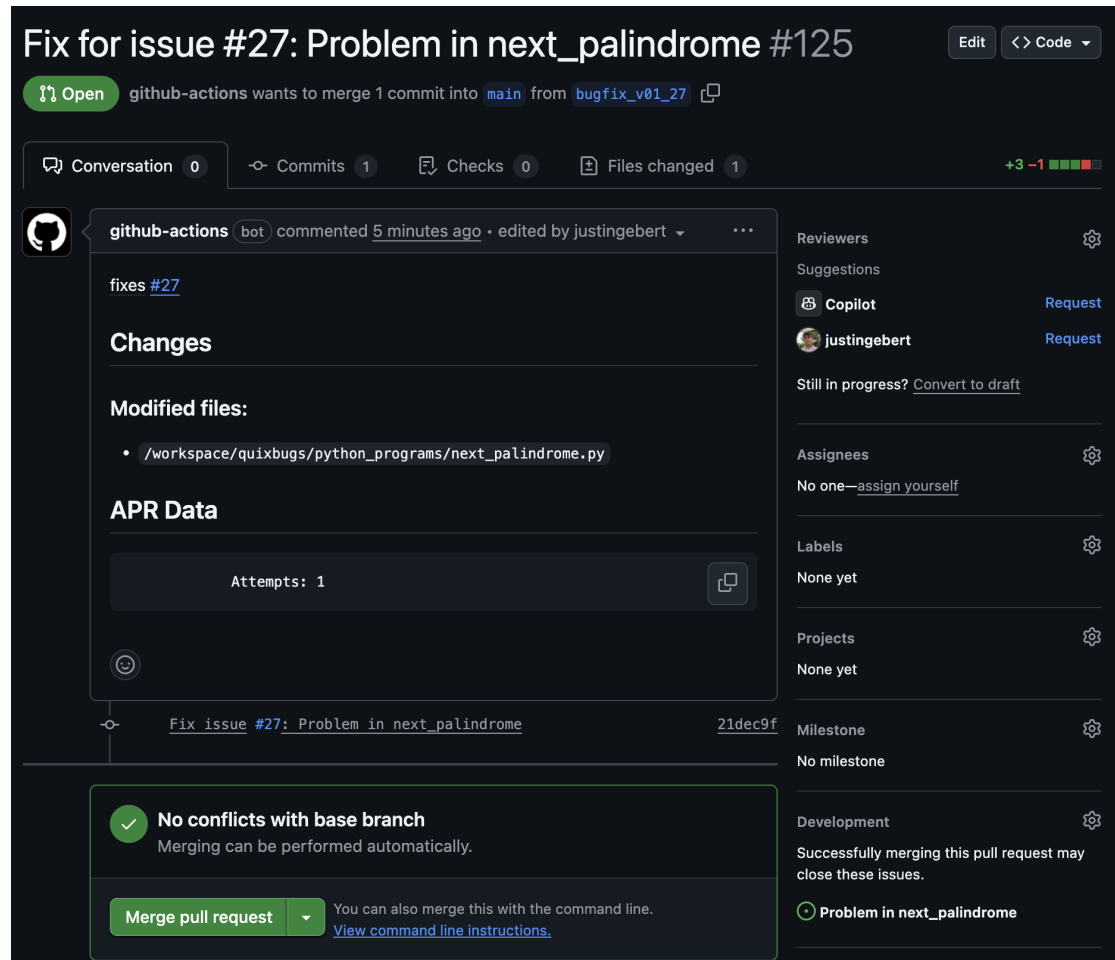 Fix for issue #27: Problem in next_palindrome #125
Edit
Code
Open
github-actions wants to merge 1 commit into main from bugfix_v01_27
Conversation 0
Commits 1
Checks 0
Files changed 1
+3 −1
github-actions bot commented 5 minutes ago • edited by justingebert
fixes #27
Changes
Modified files:
• /workspace/quixbugs/python_programs/next_palindrome.py
APR Data
Attempts: 1
Fix issue #27: Problem in next_palindrome 21dec9f
No conflicts with base branch
Merging can be performed automatically.
Merge pull request
You can also merge this with the command line.
View command line instructions.
Reviewers
Suggestions
Copilot Request
justingebert Request
Still in progress? Convert to draft
Assignees
No one—assign yourself
Labels
None yet
Projects
None yet
Milestone
No milestone
Development
Successfully merging this pull request may
close these issues.
Problem in next_palindrome